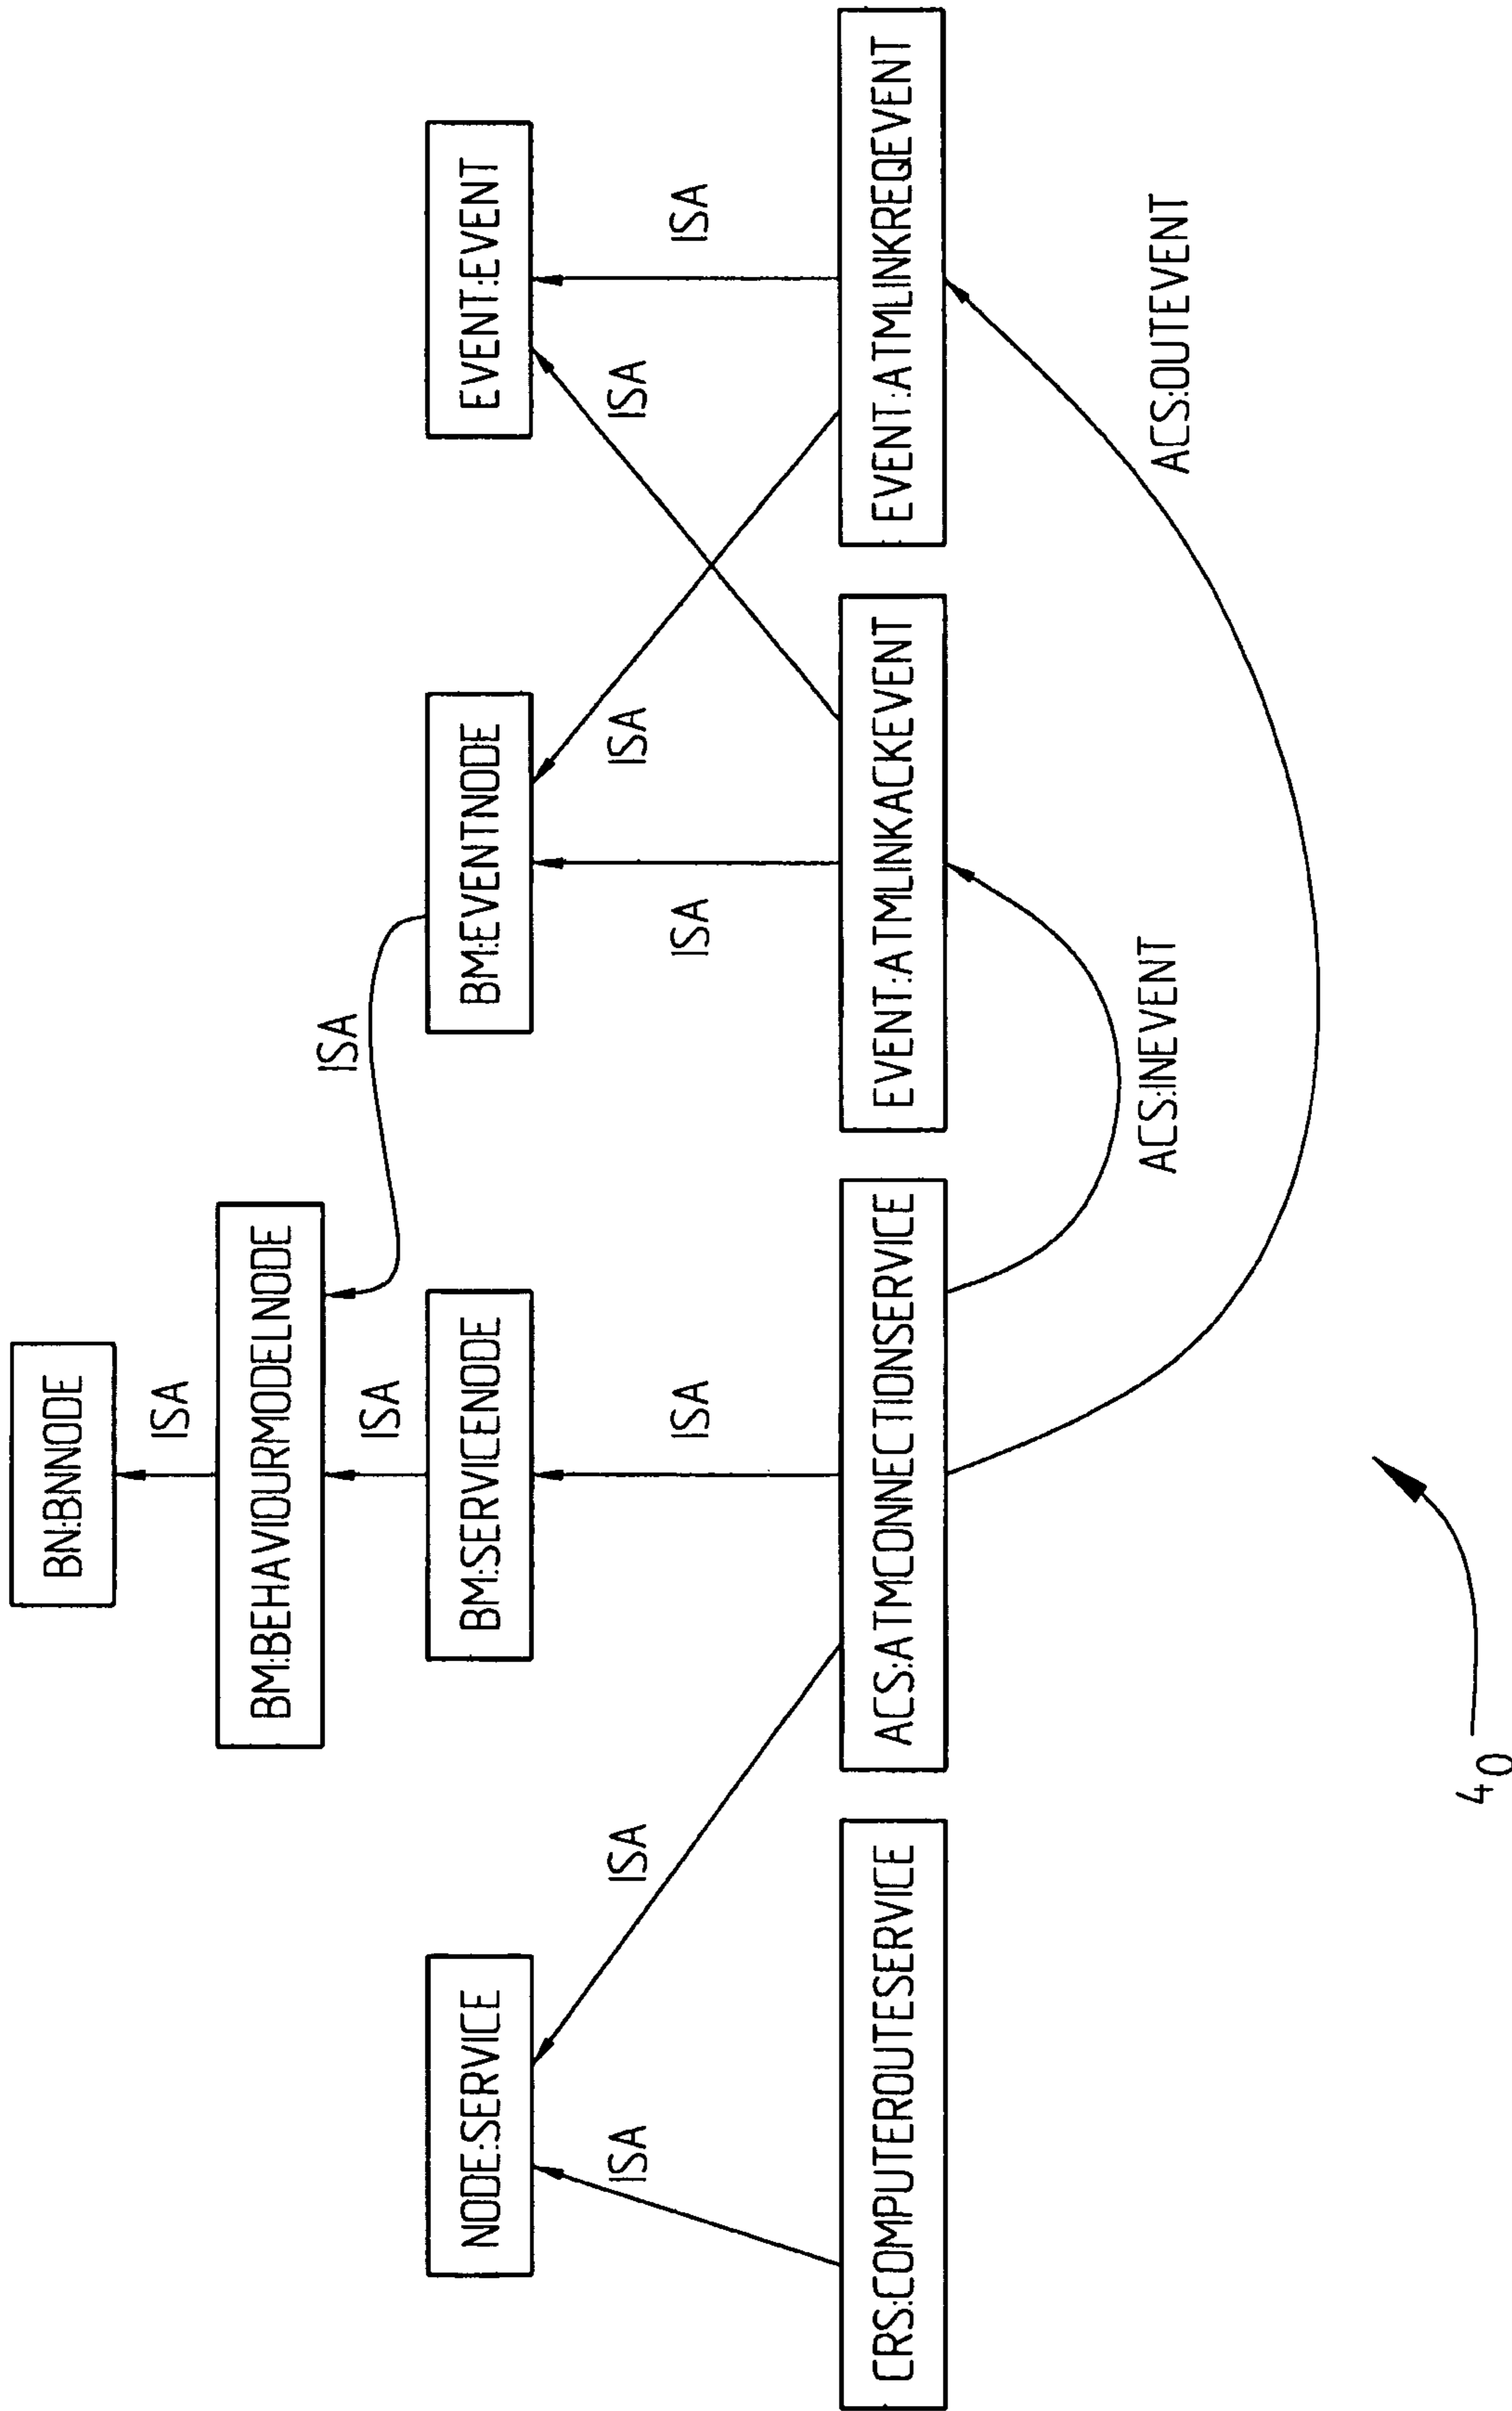 BN:BNNODE
ISA
BM:BEHAVIOURMODELNODE
ISA
ISA
NODE:SERVICE
BM:SERVICENODE
BM:EVENTNODE
EVENT:EVENT
ISA
ISA
ISA
ISA
ISA
ISA
ISA
CRS:COMPUTEROUTESERVICE
ACS:ATMCONNECTIONSERVICE
EVENT:ATMLINKACKEVENT
EVENT:ATMLINKREQEVENT
ACS:INEVENT
ACS:OUTEVENT
40